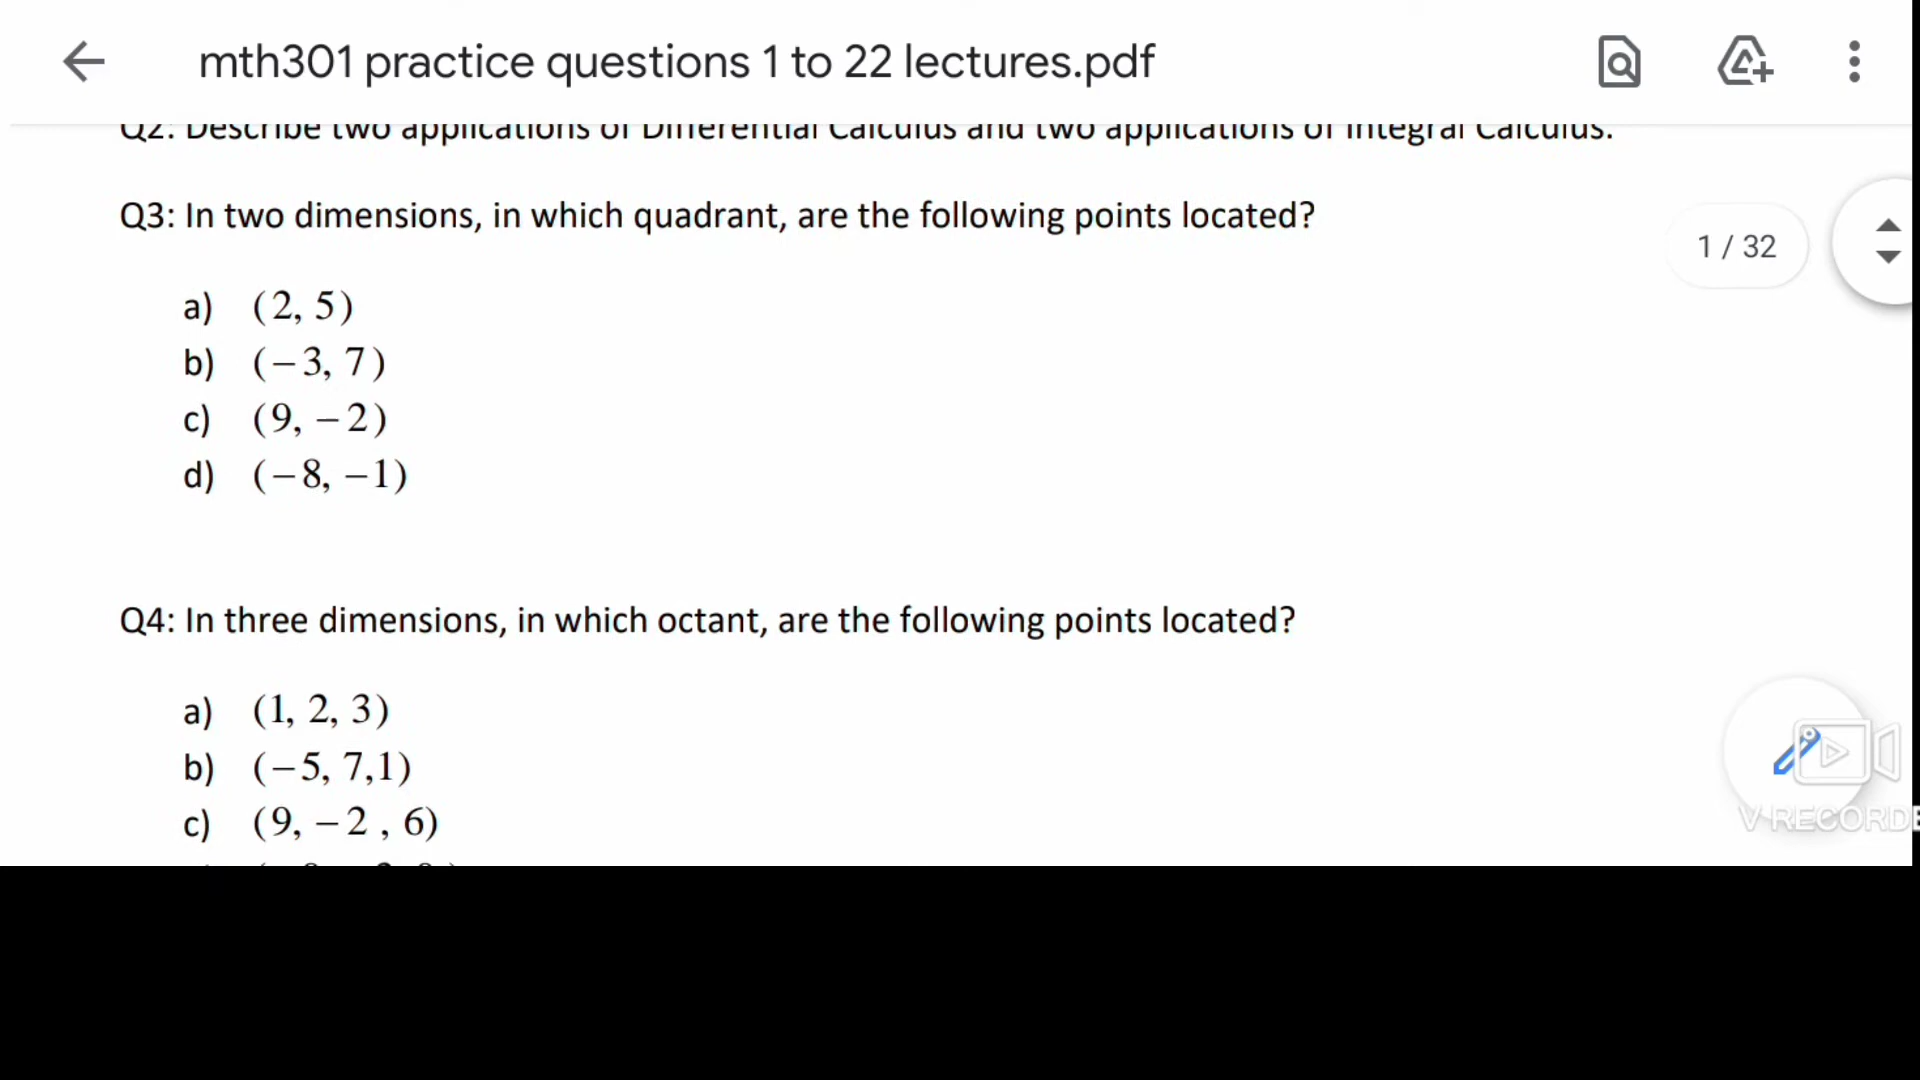 mth301 practice questions 1 to 22 lectures.pdf
Q2: Describe two applications of Differential Calculus and two applications of Integral Calculus.
Q3: In two dimensions, in which quadrant, are the following points located?
1 / 32
a) (2, 5)
b) (−3, 7)
c) (9, −2)
d) (−8, −1)
Q4: In three dimensions, in which octant, are the following points located?
a) (1, 2, 3)
b) (−5, 7,1)
c) (9, −2 , 6)
V RECORDE